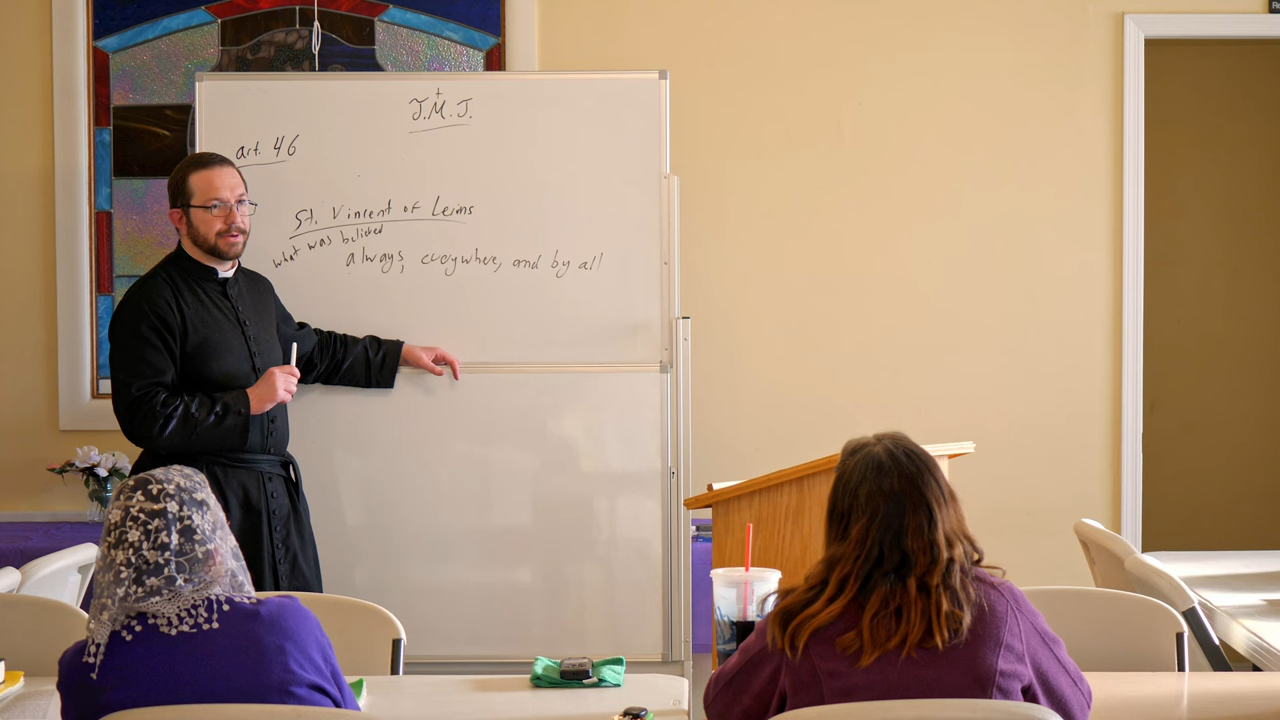 J.M.J.
art. 46
St. Vincent of Lerins
what was believed
always, everywhere, and by all